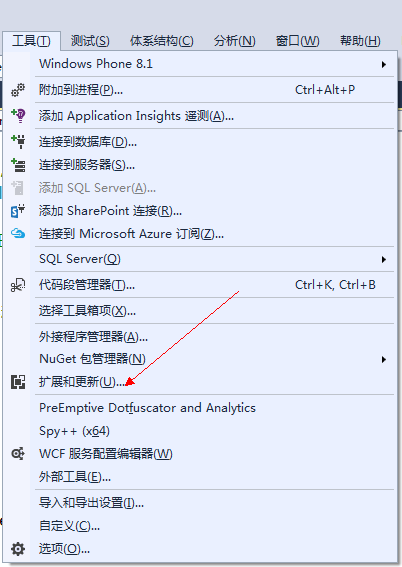 工具(T) 测试(S) 体系结构(C) 分析(N) 窗口(W) 帮助(H)
Windows Phone 8.1
附加到进程(P)... Ctrl+Alt+P
添加 Application Insights 遥测(A)...
连接到数据库(D)...
连接到服务器(S)...
添加 SQL Server(A)...
添加 SharePoint 连接(R)...
连接到 Microsoft Azure 订阅(Z)...
SQL Server(Q)
代码段管理器(T)... Ctrl+K, Ctrl+B
选择工具箱项(X)...
外接程序管理器(A)...
NuGet 包管理器(N)
扩展和更新(U)...
PreEmptive Dotfuscator and Analytics
Spy++ (x64)
WCF 服务配置编辑器(W)
外部工具(E)...
导入和导出设置(I)...
自定义(C)...
选项(O)...